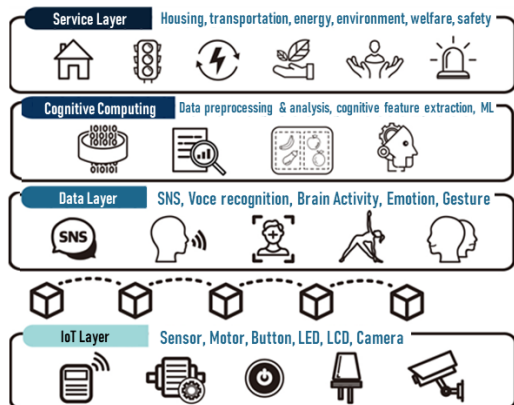 Service Layer Housing, transportation, energy, environment, welfare, safety
Cognitive Computing Data preprocessing & analysis, cognitive feature extraction, ML
Data Layer SNS, Voce recognition, Brain Activity, Emotion, Gesture
SNS
IoT Layer Sensor, Motor, Button, LED, LCD, Camera